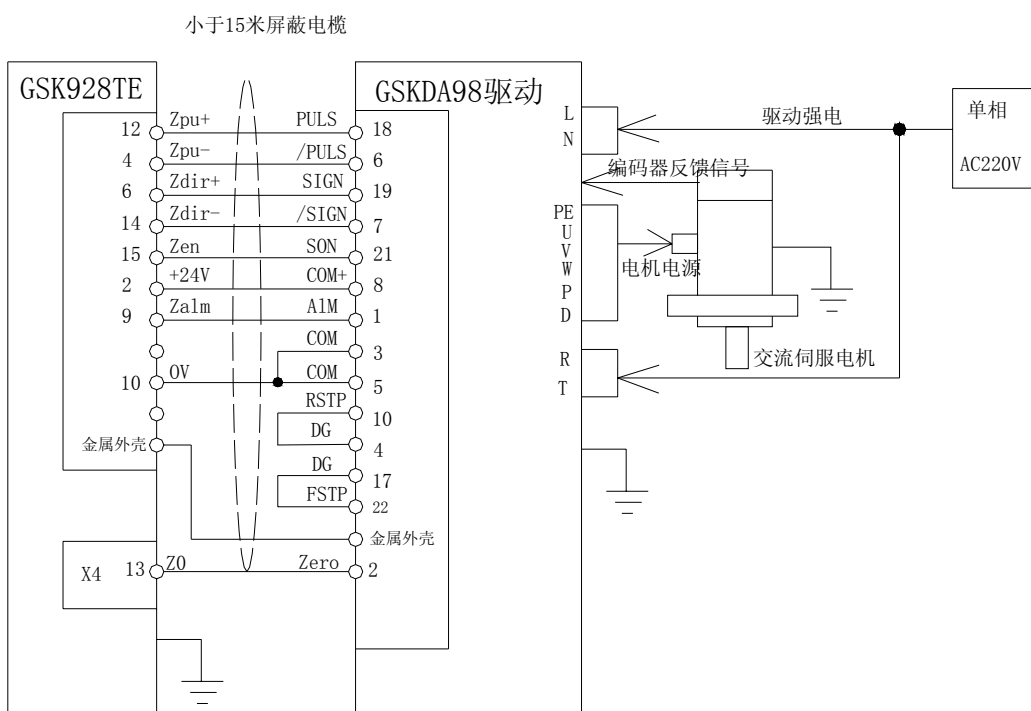 小于15米屏蔽电榄
GSK928TE
GSKDA98驱动
12 Zpu+ PULS 18
4 Zpu- /PULS 6
6 Zdir+ SIGN 19
14 Zdir- /SIGN 7
15 Zen SON 21
2 +24V COM+ 8
9 Zalm AlM 1
COM 3
10 0V COM 5
RSTP 10
DG 4
金属外壳
DG 17
FSTP 22
金属外壳
X4 13 Z0 Zero 2
L
N
PE
U
V
W
P
D
R
T
驱动强电
编码器反馈信号
电机电源
交流伺服电机
单相
AC220V